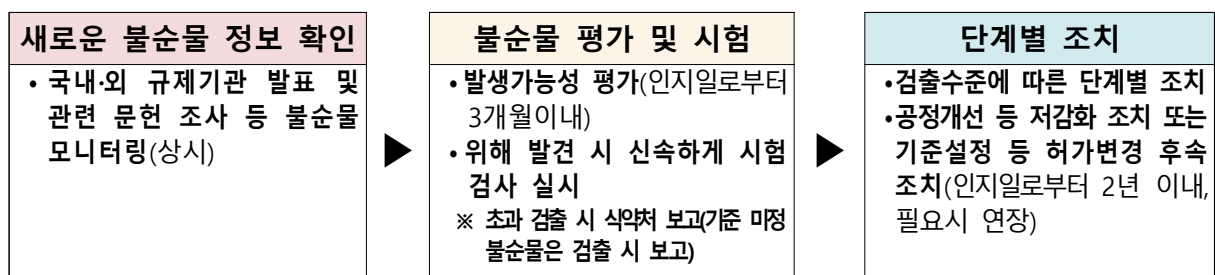 새로운 불순물 정보 확인
• 국내·외 규제기관 발표 및
관련 문헌 조사 등 불순물
모니터링(상시)
▶
불순물 평가 및 시험
• 발생가능성 평가(인지일로부터
3개월이내)
• 위해 발견 시 신속하게 시험
검사 실시
※ 초과 검출 시 식약처 보고(기준 미정
불순물은 검출 시 보고)
▶
단계별 조치
•검출수준에 따른 단계별 조치
•공정개선 등 저감화 조치 또는
기준설정 등 허가변경 후속
조치(인지일로부터 2년 이내,
필요시 연장)